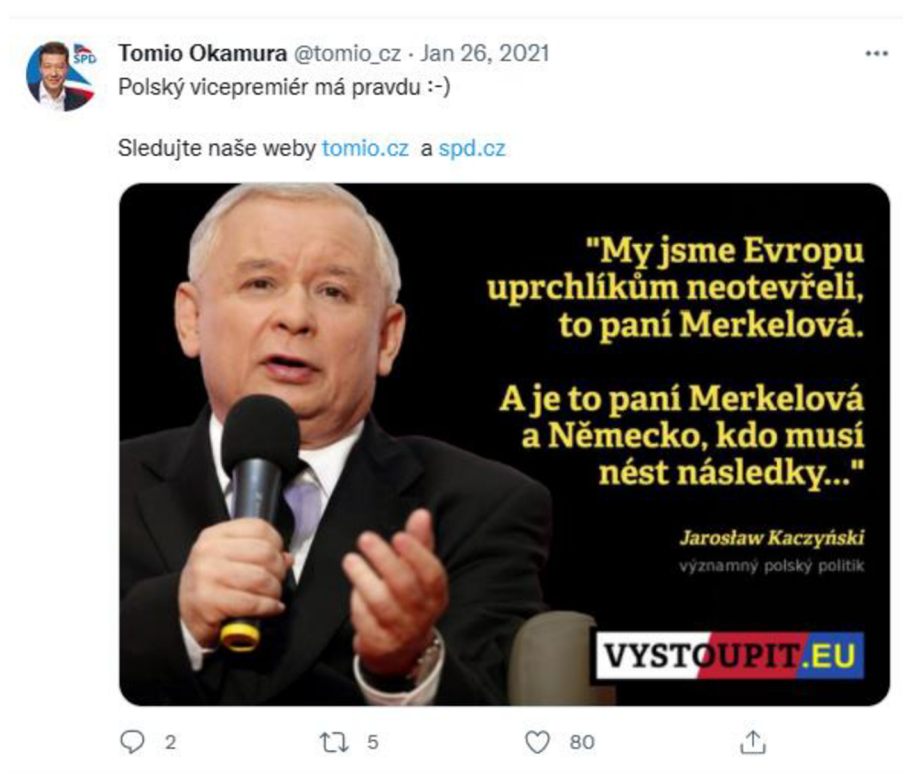 SPD
Tomio Okamura @tomio_cz · Jan 26, 2021
Polský vicepremiér má pravdu :-)
Sledujte naše weby tomio.cz a spd.cz
"My jsme Evropu
uprchlíkům neotevřeli,
to paní Merkelová.
A je to paní Merkelová
a Německo, kdo musí
nést následky..."
Jarosław Kaczyński
významný polský politik
VYSTOUPIT.EU
2 5 80